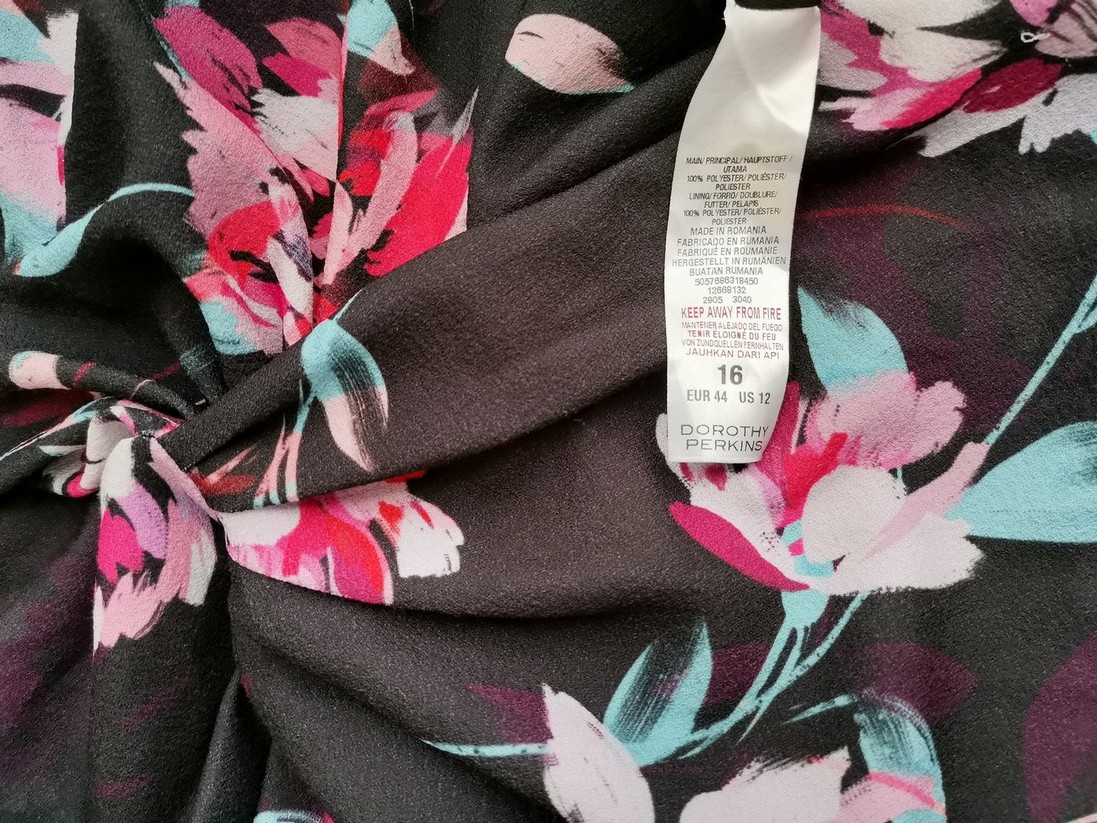 MAIN/ PRINCIPAL/ HAUPTSTOFF/
UTAMA
100% POLYESTER/ POLIÉSTER/
POLIESTER
LINING/ FORRO/ DOUBLURE/
FUTTER/ PELAPIS
100% POLYESTER/ POLIÉSTER/
POLIESTER
MADE IN ROMANIA
FABRICADO EN RUMANIA
FABRIQUÉ EN ROUMANIE
HERGESTELLT IN RUMÄNIEN
BUATAN RUMANIA
5057686318450
12668132
2905 3040
KEEP AWAY FROM FIRE
MANTENER ALEJADO DEL FUEGO
TENIR ÉLOIGNÉ DU FEU
VON ZUNDQUELLEN FERNHALTEN
JAUHKAN DARI API
16
EUR 44 US 12
DOROTHY
PERKINS